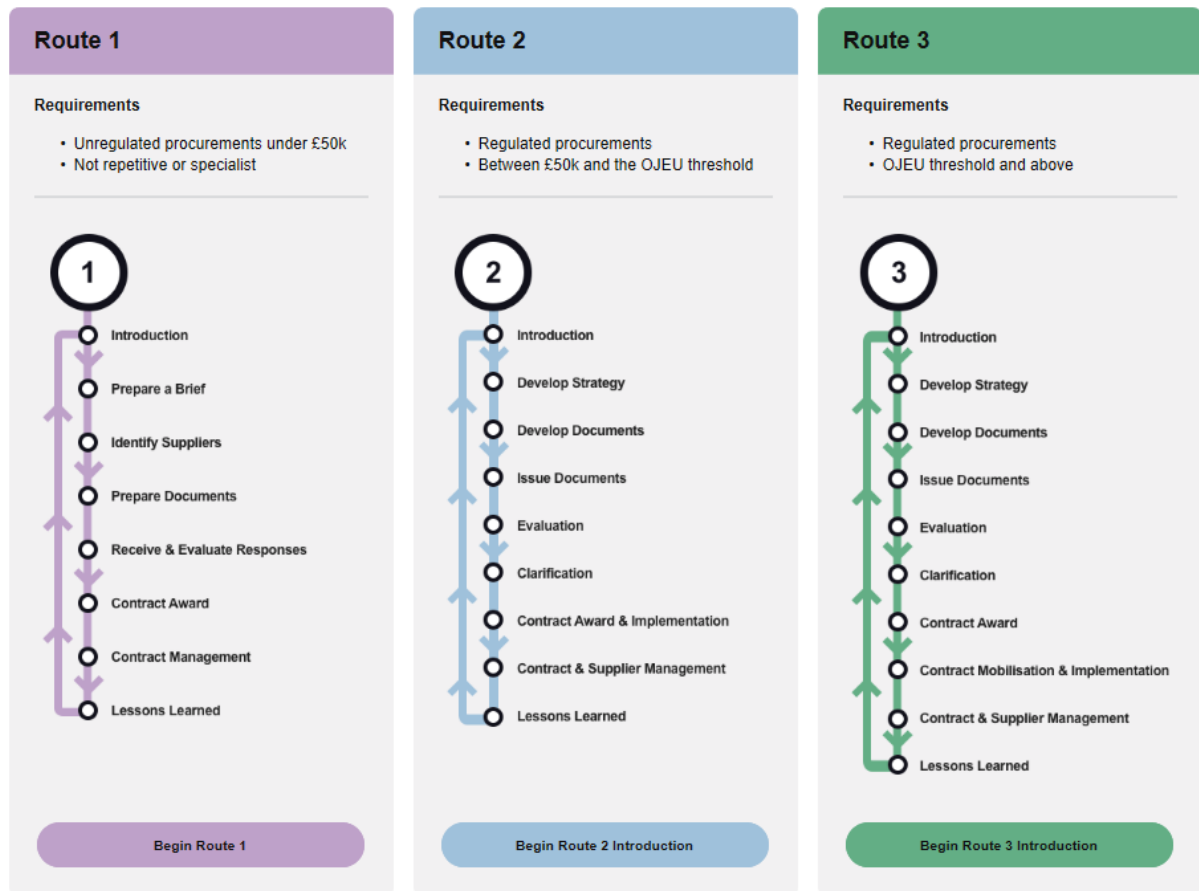 Route 1
Requirements
• Unregulated procurements under £50k
• Not repetitive or specialist
1
Introduction
Prepare a Brief
Identify Suppliers
Prepare Documents
Receive & Evaluate Responses
Contract Award
Contract Management
Lessons Learned
Begin Route 1
Route 2
Requirements
• Regulated procurements
• Between £50k and the OJEU threshold
2
Introduction
Develop Strategy
Develop Documents
Issue Documents
Evaluation
Clarification
Contract Award & Implementation
Contract & Supplier Management
Lessons Learned
Begin Route 2 Introduction
Route 3
Requirements
• Regulated procurements
• OJEU threshold and above
3
Introduction
Develop Strategy
Develop Documents
Issue Documents
Evaluation
Clarification
Contract Award
Contract Mobilisation & Implementation
Contract & Supplier Management
Lessons Learned
Begin Route 3 Introduction